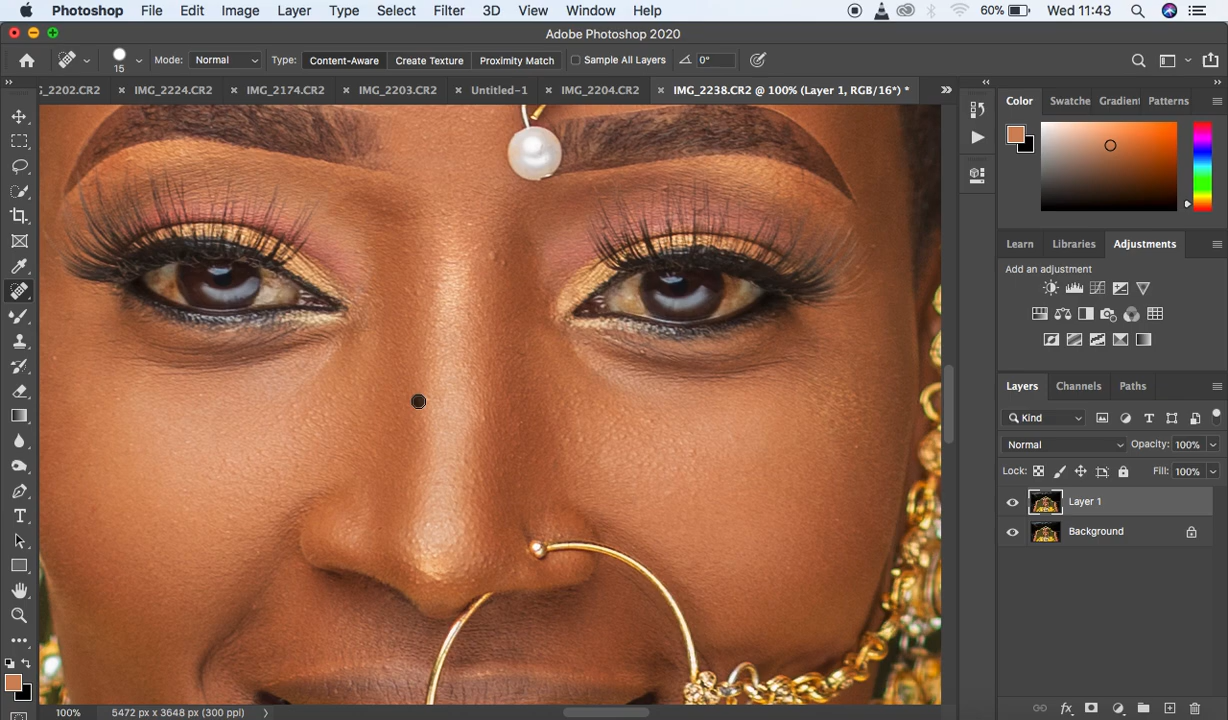 Photoshop File Edit Image Layer Type Select Filter 3D View Window Help 60% Wed 11:43
Adobe Photoshop 2020
15 Mode: Normal Type: Content-Aware Create Texture Proximity Match Sample All Layers 0°
_2202.CR2 × IMG_2224.CR2 × IMG_2174.CR2 × IMG_2203.CR2 × Untitled-1 × IMG_2204.CR2 × IMG_2238.CR2 @ 100% (Layer 1, RGB/16*) *
Color Swatche Gradient Patterns
Learn Libraries Adjustments
Add an adjustment
Layers Channels Paths
Kind
Normal Opacity: 100%
Lock: Fill: 100%
Layer 1
Background
100% 5472 px x 3648 px (300 ppi)